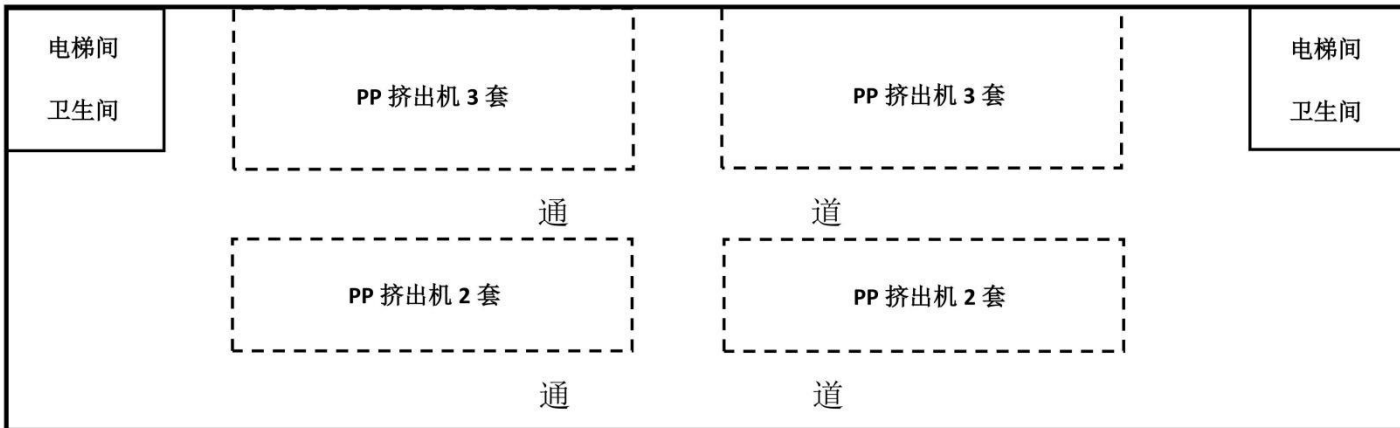 电梯间
卫生间
PP 挤出机 3 套
PP 挤出机 3 套
电梯间
卫生间
通 道
PP 挤出机 2 套
PP 挤出机 2 套
通 道